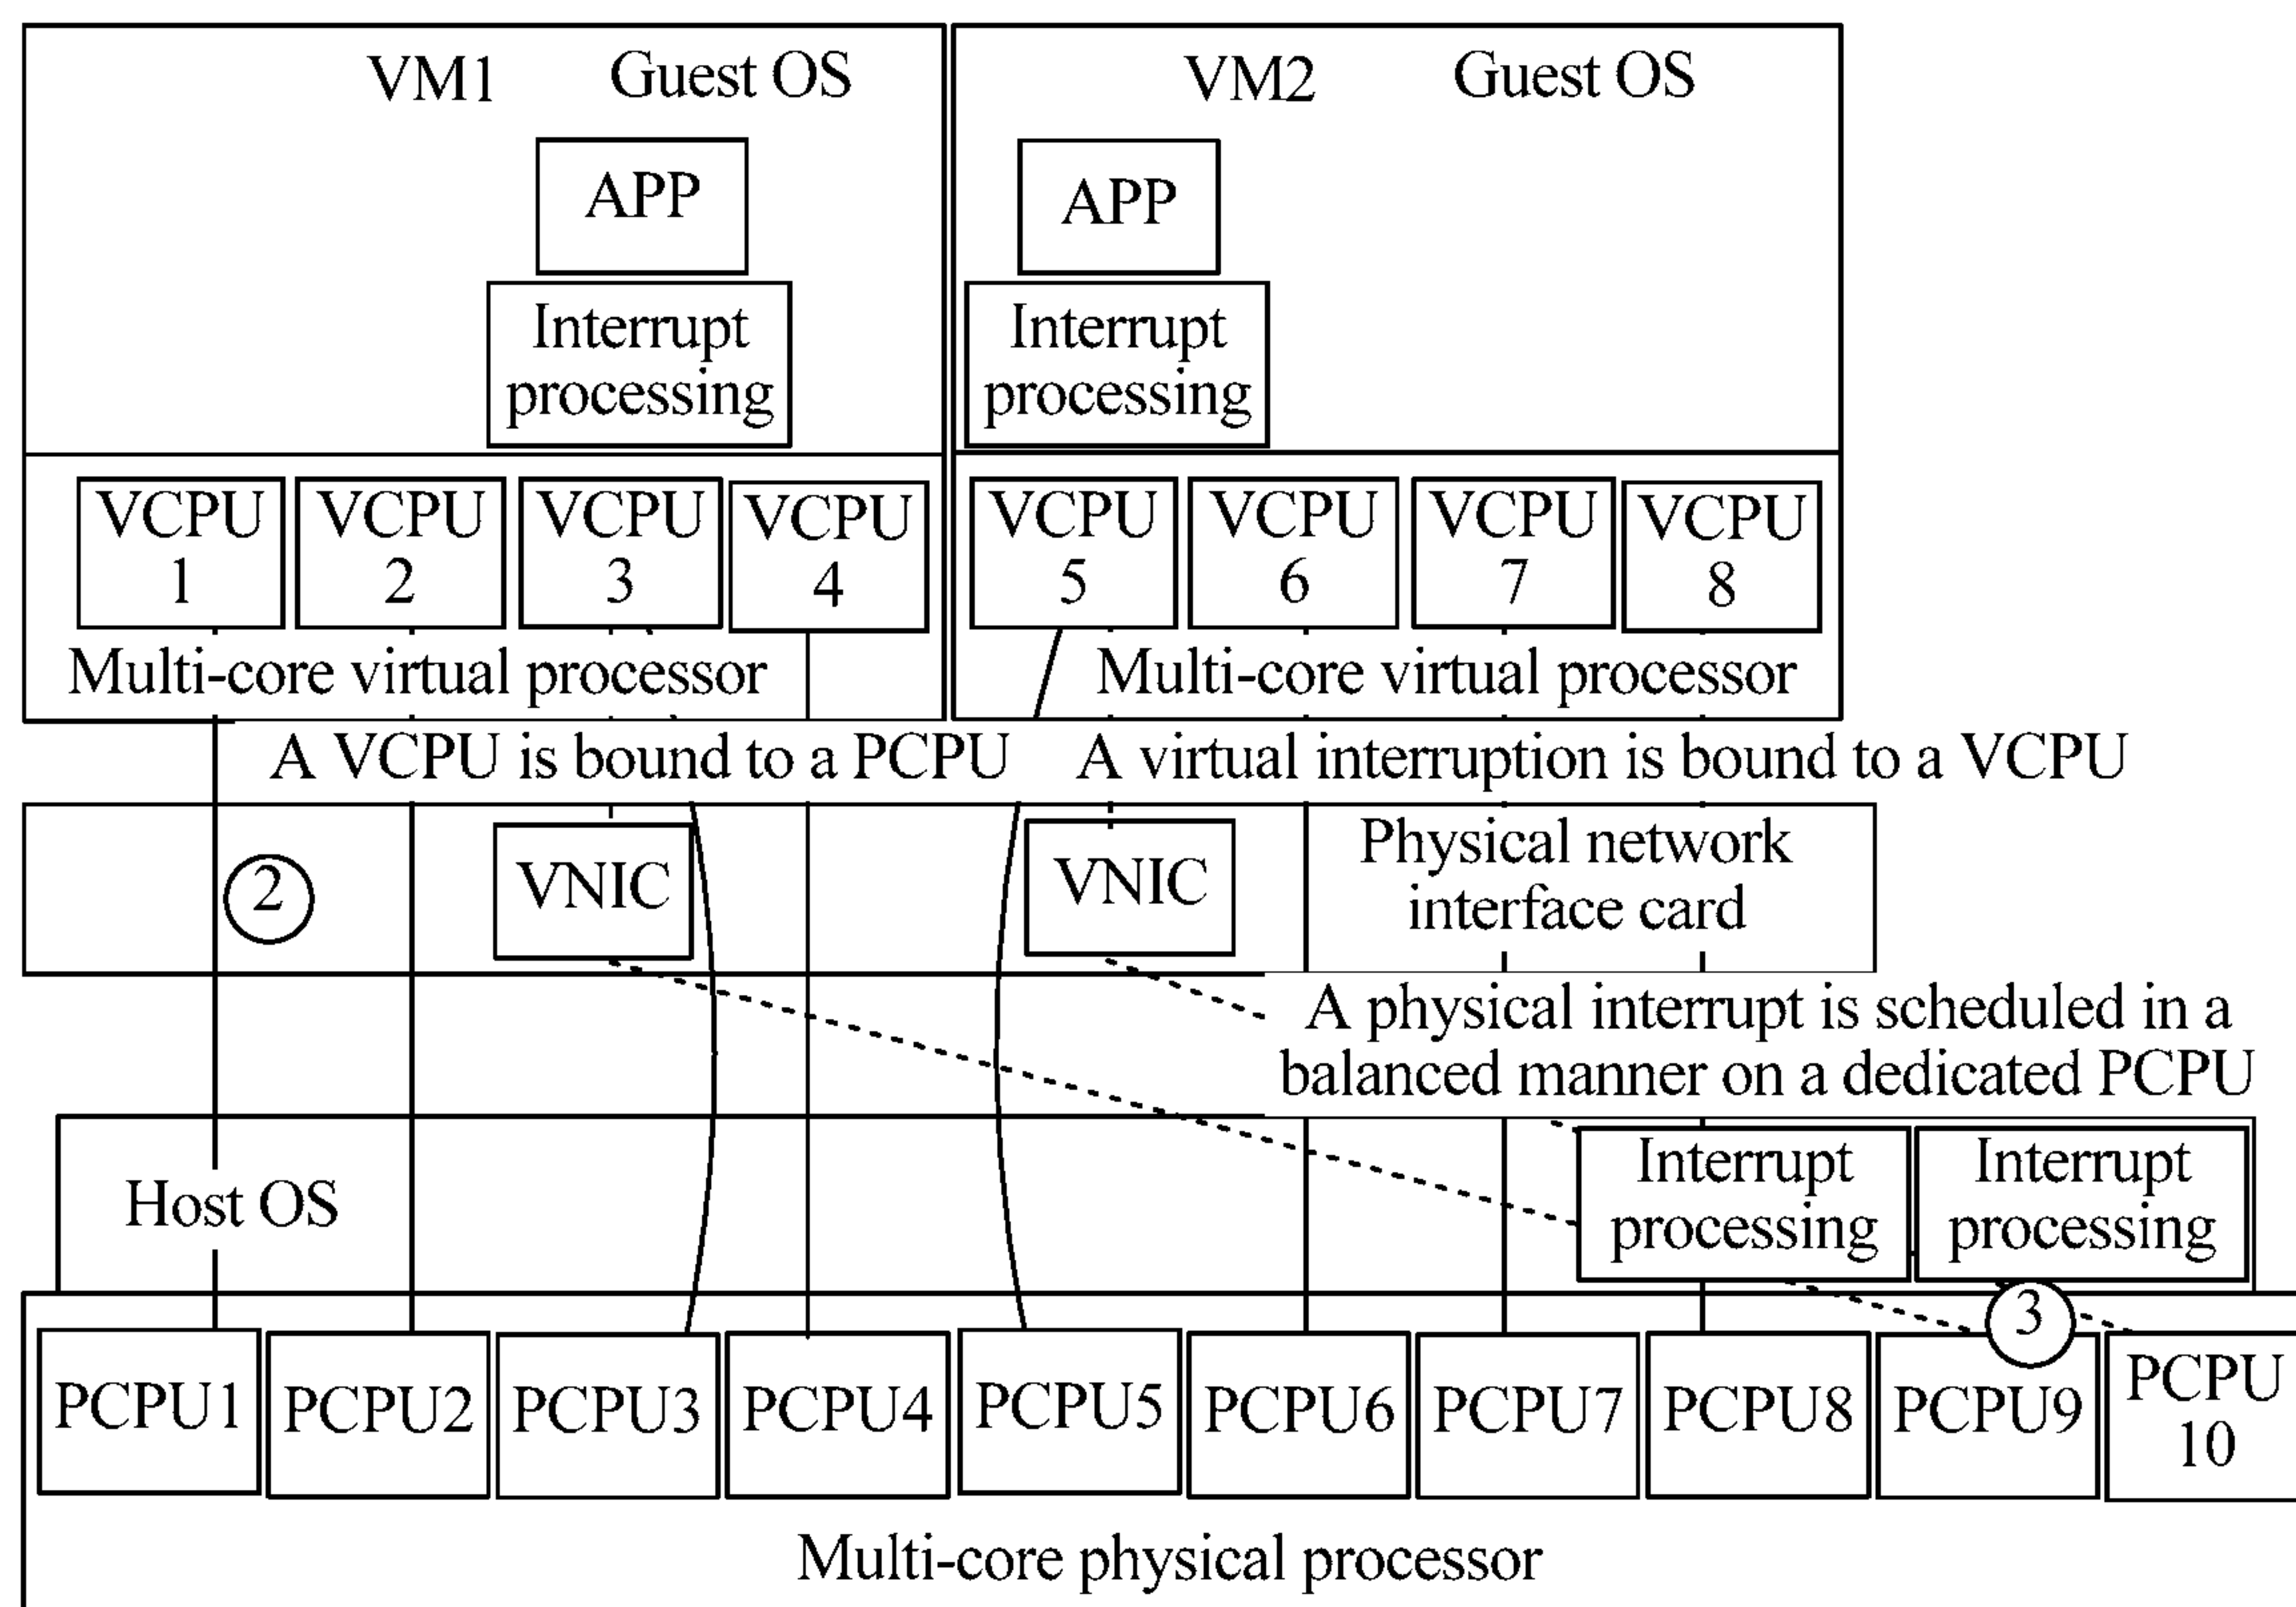 VM1 Guest OS
VM2 Guest OS
APP
APP
Interrupt
processing
Interrupt
processing
VCPU
1
VCPU
2
VCPU
3
VCPU
4
VCPU
5
VCPU
6
VCPU
7
VCPU
8
Multi-core virtual processor
Multi-core virtual processor
A VCPU is bound to a PCPU
A virtual interruption is bound to a VCPU
2
VNIC
VNIC
Physical network
interface card
A physical interrupt is scheduled in a
balanced manner on a dedicated PCPU
Host OS
Interrupt
processing
Interrupt
processing
3
PCPU1
PCPU2
PCPU3
PCPU4
PCPU5
PCPU6
PCPU7
PCPU8
PCPU9
PCPU
10
Multi-core physical processor